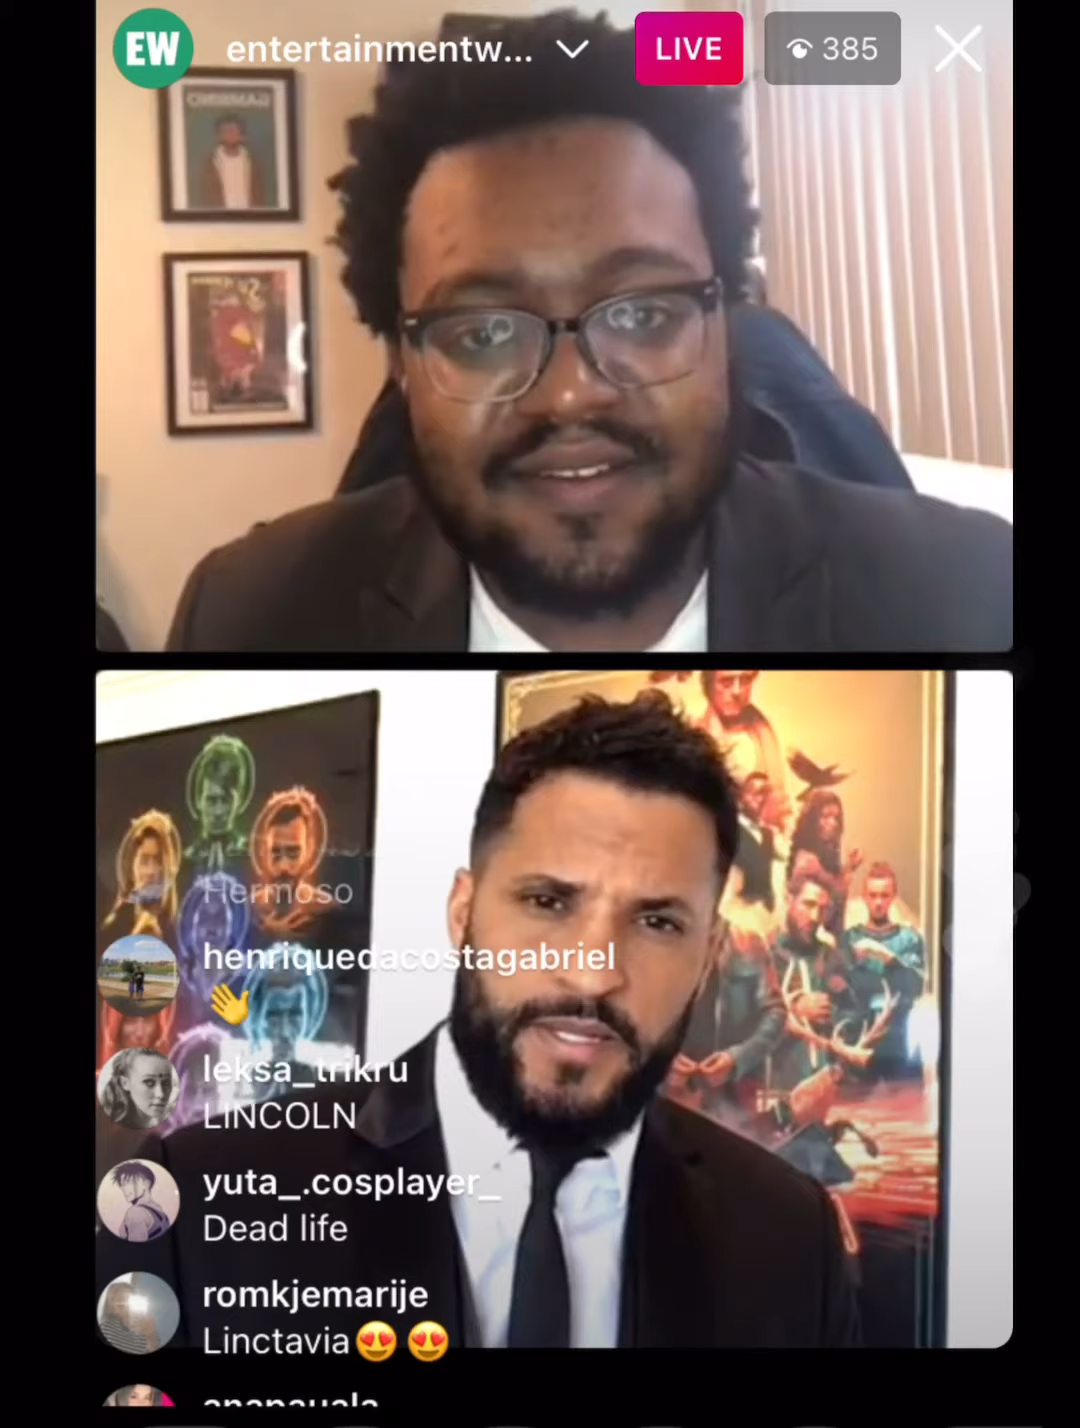 EW
entertainmentw...
LIVE
385
Hermoso
henriquedacostagabriel
👋
leksa_trikru
LINCOLN
yuta_.cosplayer_
Dead life
romkjemarije
Linctavia😍 😍